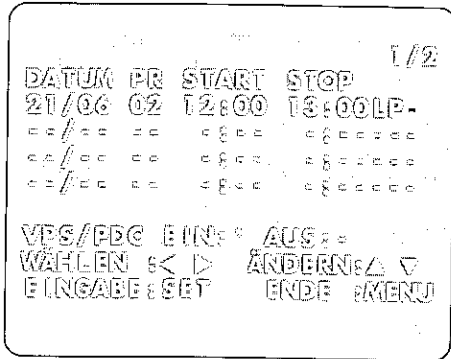 1/2
DATUM PR START STOP
21/06 02 12:00 13:00LP-
--/-- -- -:-- -:-----
--/-- -- -:-- -:-----
--/-- -- -:-- -:-----
VPS/PDC EIN:* AUS:-
WÄHLEN :< ▷ ÄNDERN:△ ▽
EINGABE:SET ENDE :MENU